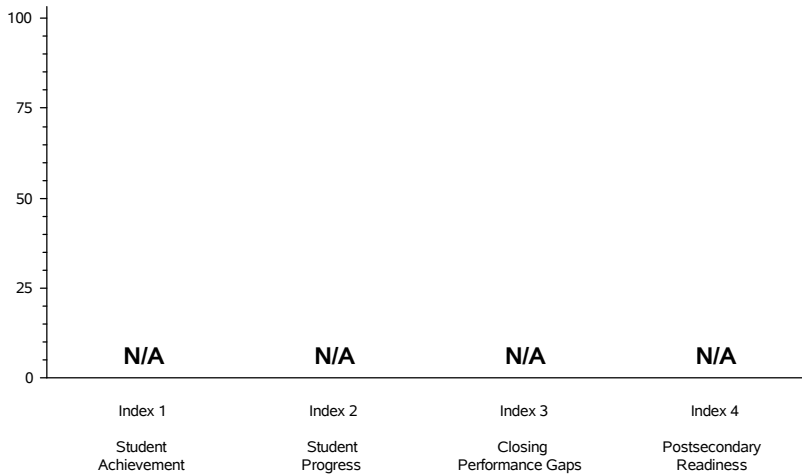 100
75
50
25
0
N/A N/A N/A N/A
Index 1 Index 2 Index 3 Index 4
Student Student Closing Postsecondary
Achievement Progress Performance Gaps Readiness